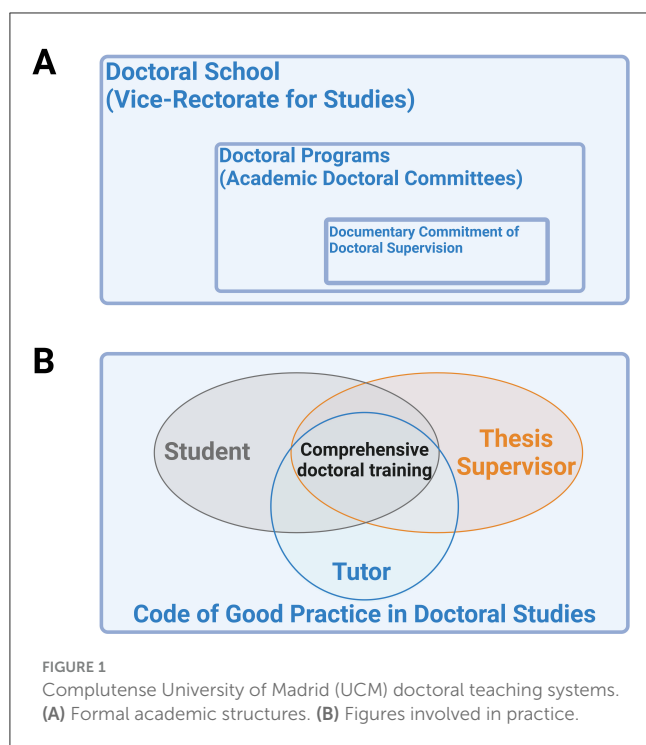 A
Doctoral School
(Vice-Rectorate for Studies)
Doctoral Programs
(Academic Doctoral Committees)
Documentary Commitment of
Doctoral Supervision
B
Student
Comprehensive
doctoral training
Thesis
Supervisor
Tutor
Code of Good Practice in Doctoral Studies
FIGURE 1
Complutense University of Madrid (UCM) doctoral teaching systems.
(A) Formal academic structures. (B) Figures involved in practice.